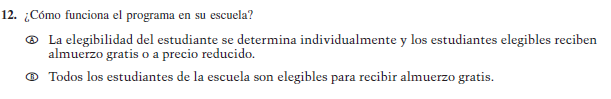 12. ¿Cómo funciona el programa en su escuela?
Ⓐ La elegibilidad del estudiante se determina individualmente y los estudiantes elegibles reciben
almuerzo gratis o a precio reducido.
Ⓑ Todos los estudiantes de la escuela son elegibles para recibir almuerzo gratis.